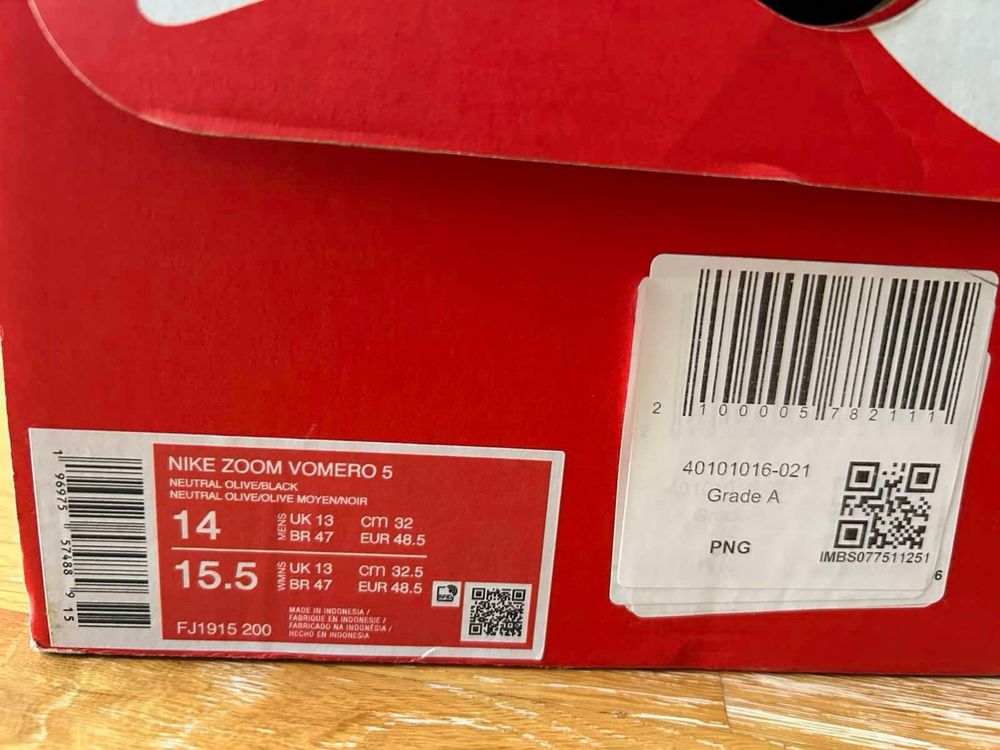 NIKE ZOOM VOMERO 5
NEUTRAL OLIVE/BLACK
NEUTRAL OLIVE/OLIVE MOYEN/NOIR
14 MENS UK 13 cm 32
BR 47 EUR 48.5
15.5 WMNS UK 13 cm 32.5
BR 47 EUR 48.5
MADE IN INDONESIA /
FABRIQUE EN INDONESIE /
FABRICADO NA INDONÉSIA /
HECHO EN INDONESIA
FJ1915 200
1 96975 57488 9 15
2 100005 782111
40101016-021
Grade A
PNG
IMBS077511251
6